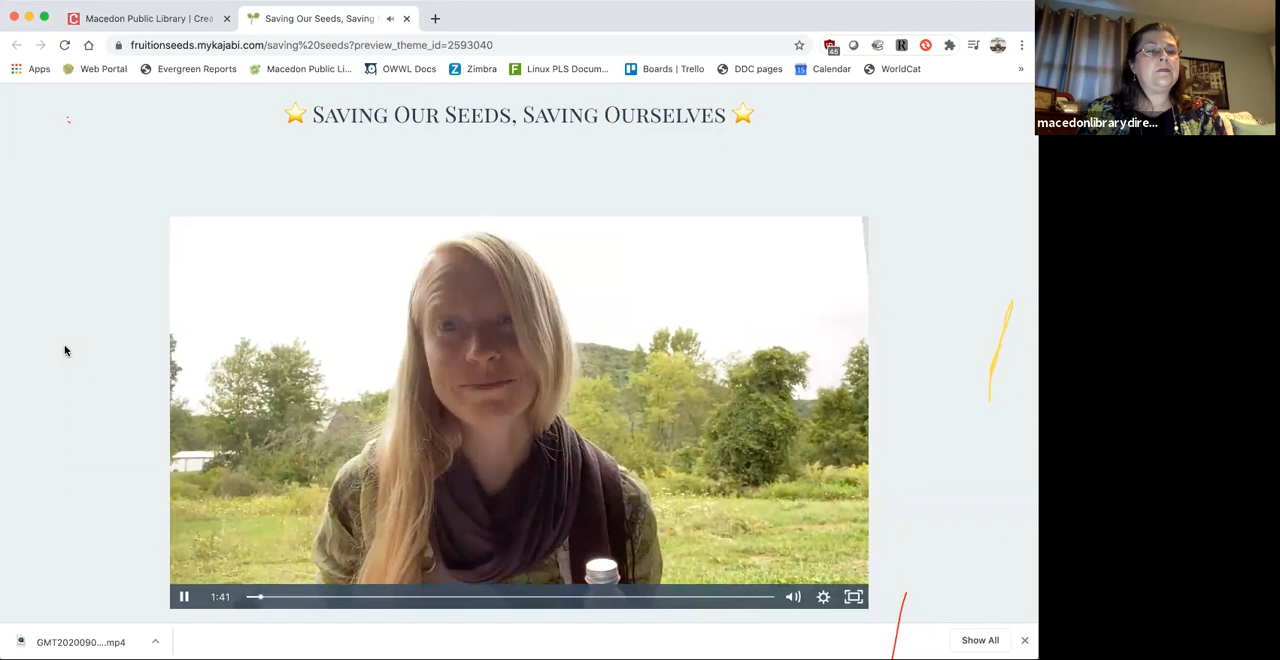 Macedon Public Library | Crea
Saving Our Seeds, Saving
fruitionseeds.mykajabi.com/saving%20seeds?preview_theme_id=2593040
46
R
Apps
Web Portal
Evergreen Reports
Macedon Public Li...
OWWL Docs
Z
Zimbra
F
Linux PLS Docum...
Boards | Trello
DDC pages
Calendar
WorldCat
»
macedonlibrarydire...
SAVING OUR SEEDS, SAVING OURSELVES
1:41
GMT2020090....mp4
Show All